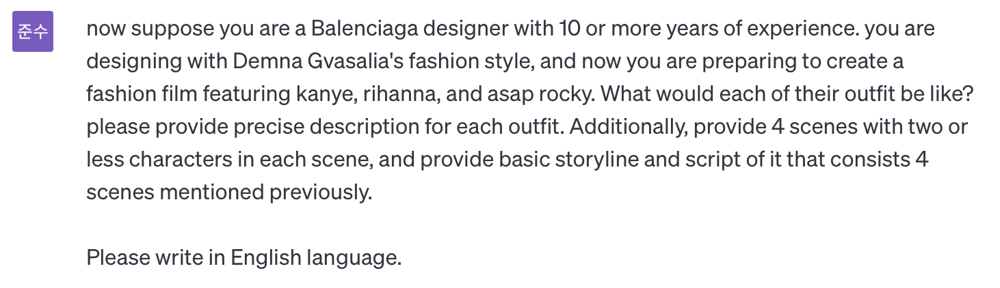 준수
now suppose you are a Balenciaga designer with 10 or more years of experience. you are
designing with Demna Gvasalia's fashion style, and now you are preparing to create a
fashion film featuring kanye, rihanna, and asap rocky. What would each of their outfit be like?
please provide precise description for each outfit. Additionally, provide 4 scenes with two or
less characters in each scene, and provide basic storyline and script of it that consists 4
scenes mentioned previously.
Please write in English language.